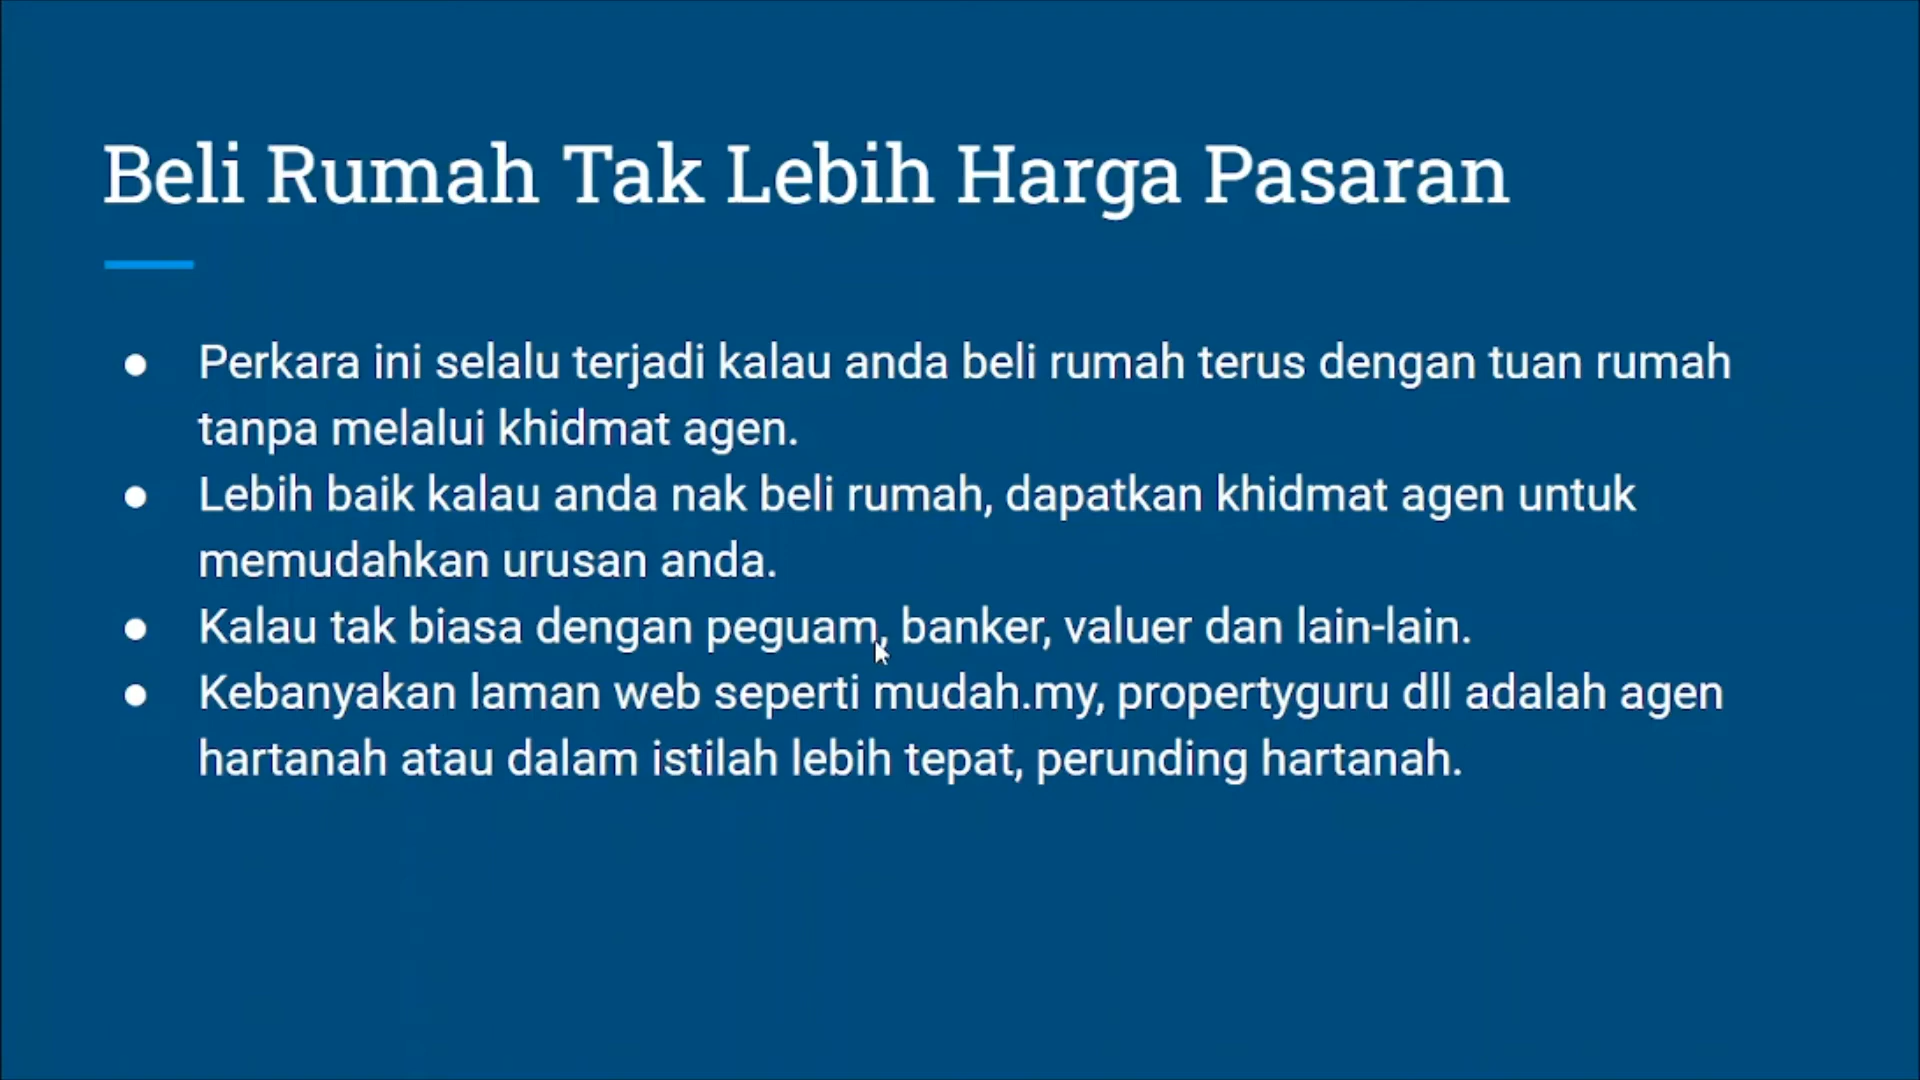 Beli Rumah Tak Lebih Harga Pasaran
● Perkara ini selalu terjadi kalau anda beli rumah terus dengan tuan rumah
tanpa melalui khidmat agen.
● Lebih baik kalau anda nak beli rumah, dapatkan khidmat agen untuk
memudahkan urusan anda.
● Kalau tak biasa dengan peguam, banker, valuer dan lain-lain.
● Kebanyakan laman web seperti mudah.my, propertyguru dll adalah agen
hartanah atau dalam istilah lebih tepat, perunding hartanah.